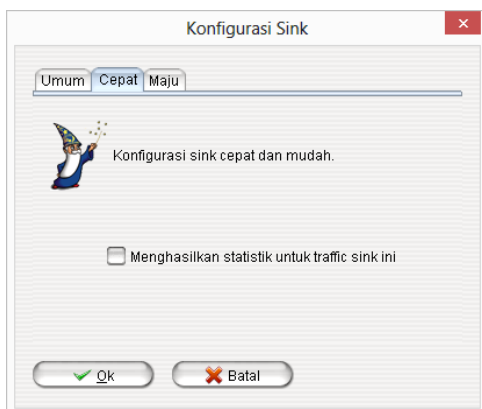 Konfigurasi Sink
Umum Cepat Maju
Konfigurasi sink cepat dan mudah.
Menghasilkan statistik untuk traffic sink ini
Ok Batal